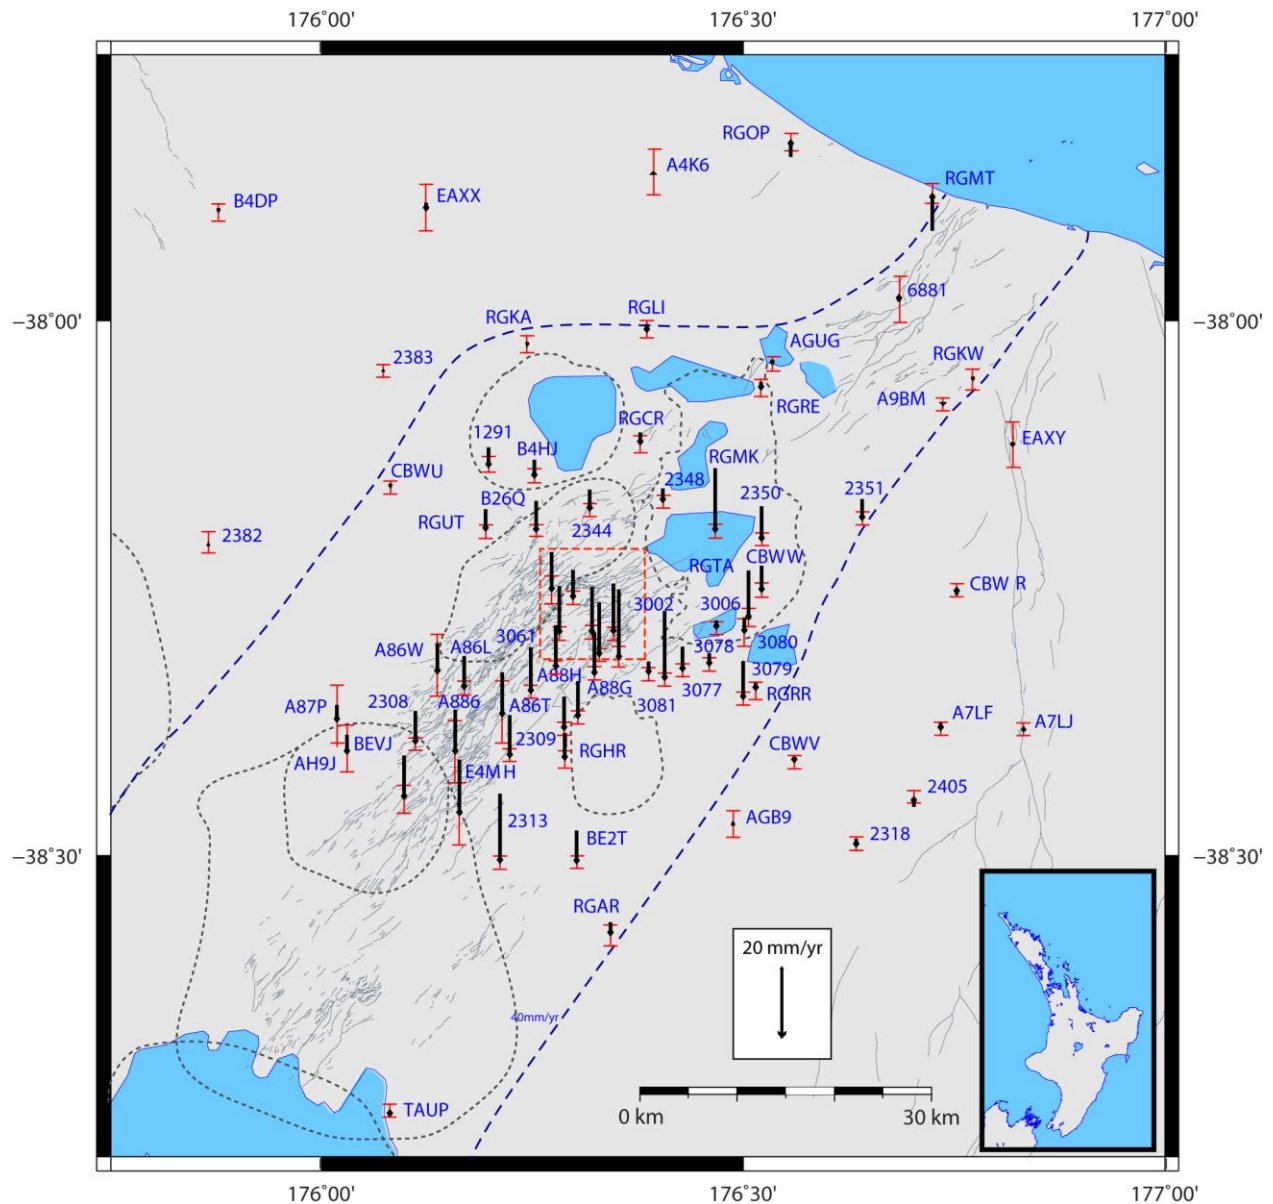 176°00'
176°30'
177°00'
RGOP
A4K6
RGMT
B4DP
EAXX
6881
−38°00'
RGLI
−38°00'
RGKA
AGUG
2383
RGKW
RGRE
A9BM
RGCR
EAXY
1291
B4HJ
RGMK
CBWU
2348
2350
2351
B26Q
RGUT
2344
2382
RGTA
CBWW
CBW R
3002
3006
3061
A86W
A86L
3078
3080
A88H
3079
A88G
3081
3077
RGRR
A87P
2308
A886
A86T
A7LF
A7LJ
BEVJ
2309
RGHR
CBWV
AH9J
E4MH
2405
2313
AGB9
BE2T
2318
−38°30'
−38°30'
RGAR
20 mm/yr
40mm/yr
TAUP
0 km
30 km
176°00'
176°30'
177°00'